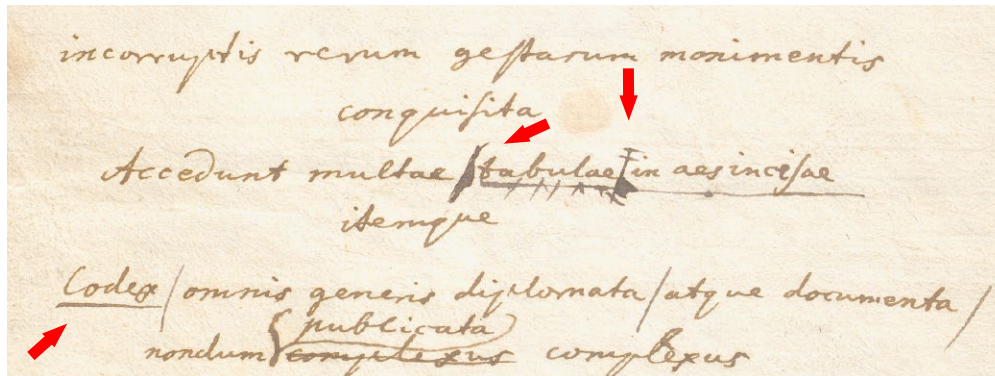 incorruptis rerum gestarum monimentis
conquisita
Accedunt multae / tabulae in aes incisae
itemque
Codex / omnis generis diplomata / atque documenta /
publicata
nondum complexus complexus